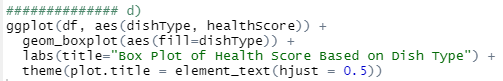 ############## d)
ggplot(df, aes(dishType, healthScore)) +
  geom_boxplot(aes(fill=dishType)) +
  labs(title="Box Plot of Health Score Based on Dish Type") +
  theme(plot.title = element_text(hjust = 0.5))